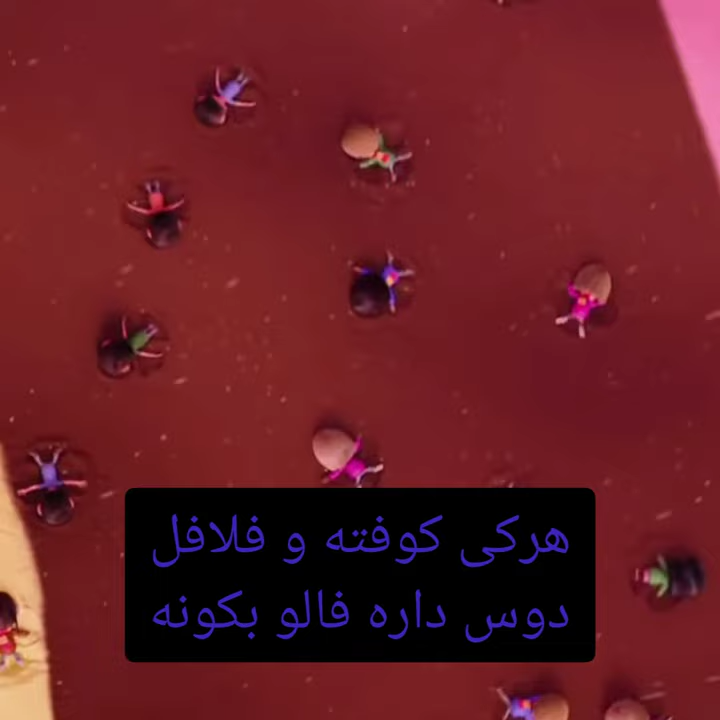 هرکی کوفته و فلافل
دوس داره فالو بکونه